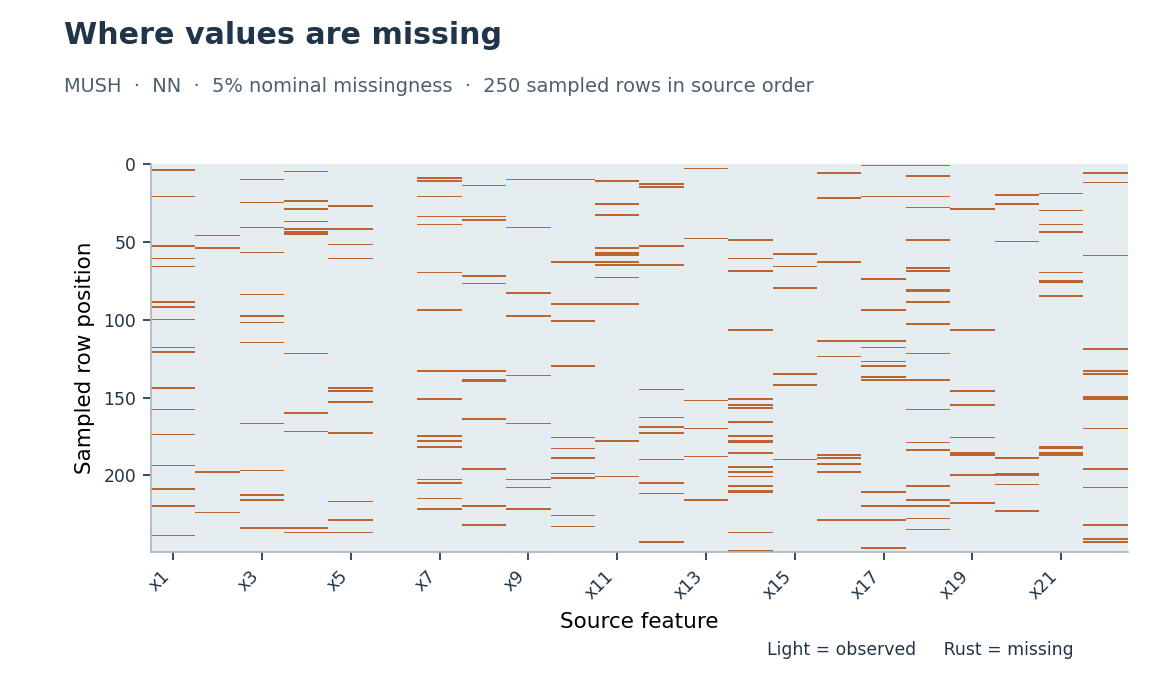 Where values are missing
MUSH · NN · 5% nominal missingness · 250 sampled rows in source order
0
50
100
150
200
Sampled row position
x1 x3 x5 x7 x9 x11 x13 x15 x17 x19 x21
Source feature
Light = observed Rust = missing